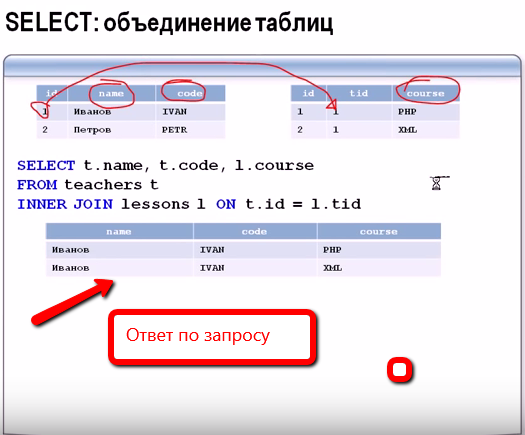 SELECT: объединение таблиц
id name code
1 Иванов IVAN
2 Петров PETR
id tid course
1 1 PHP
2 1 XML
SELECT t.name, t.code, l.course
FROM teachers t
INNER JOIN lessons l ON t.id = l.tid
name code course
Иванов IVAN PHP
Иванов IVAN XML
Ответ по запросу